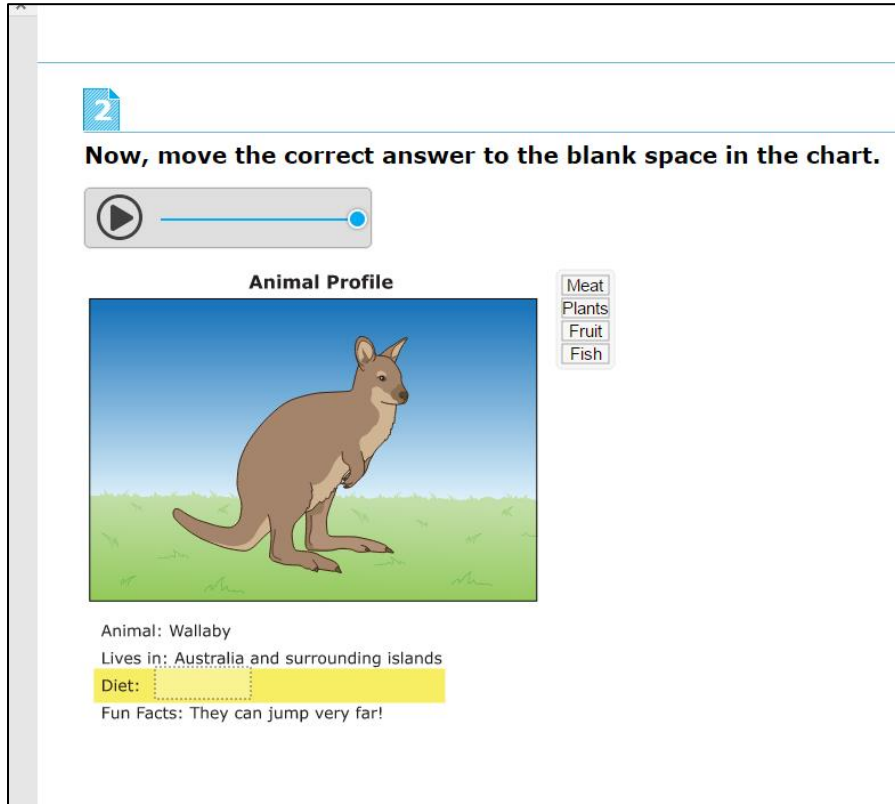 2
Now, move the correct answer to the blank space in the chart.
Animal Profile
Meat
Plants
Fruit
Fish
Animal: Wallaby
Lives in: Australia and surrounding islands
Diet:
Fun Facts: They can jump very far!